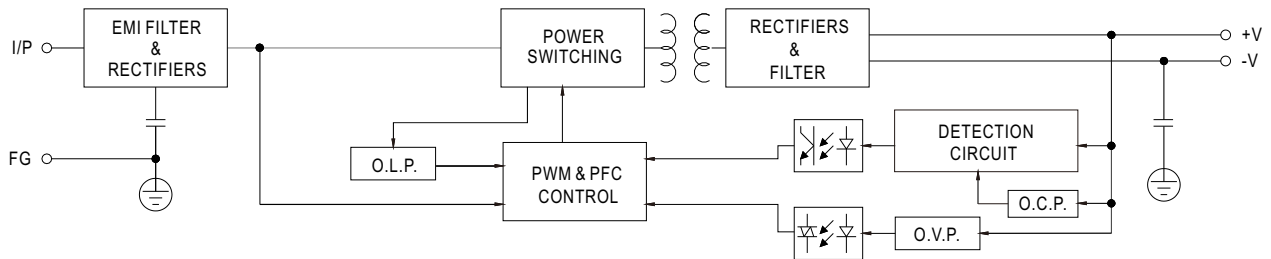 I/P
EMI FILTER
&
RECTIFIERS
POWER
SWITCHING
RECTIFIERS
&
FILTER
+V
-V
FG
O.L.P.
PWM & PFC
CONTROL
DETECTION
CIRCUIT
O.C.P.
O.V.P.